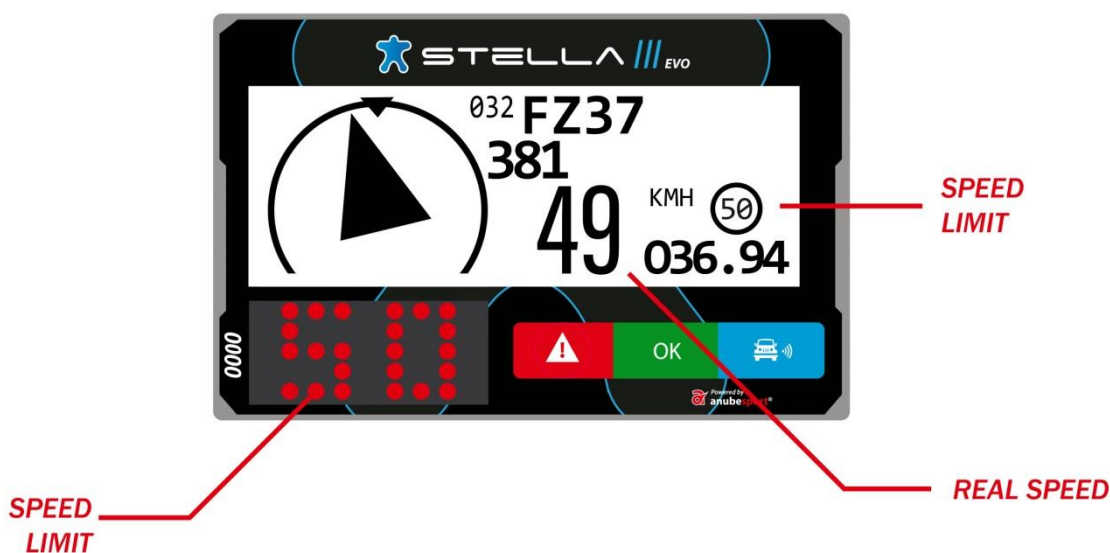 STELLA III EVO
032 FZ37
381
49 KMH 50
036.94
SPEED
LIMIT
50
0000
OK
Powered by
anubesport®
REAL SPEED
SPEED
LIMIT